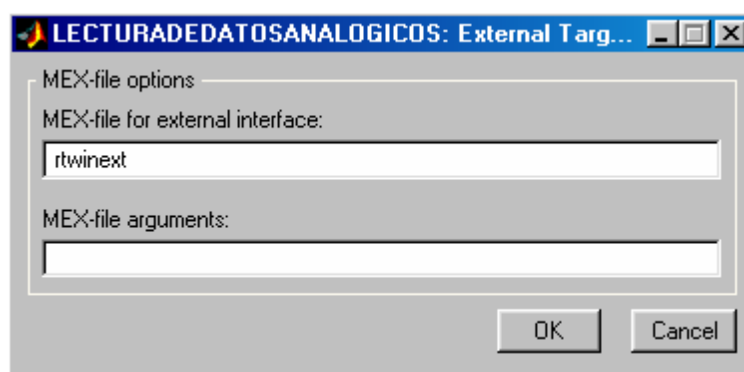 LECTURADEDATOSANALOGICOS: External Targ...
MEX-file options
MEX-file for external interface:
rtwinext
MEX-file arguments:
OK Cancel